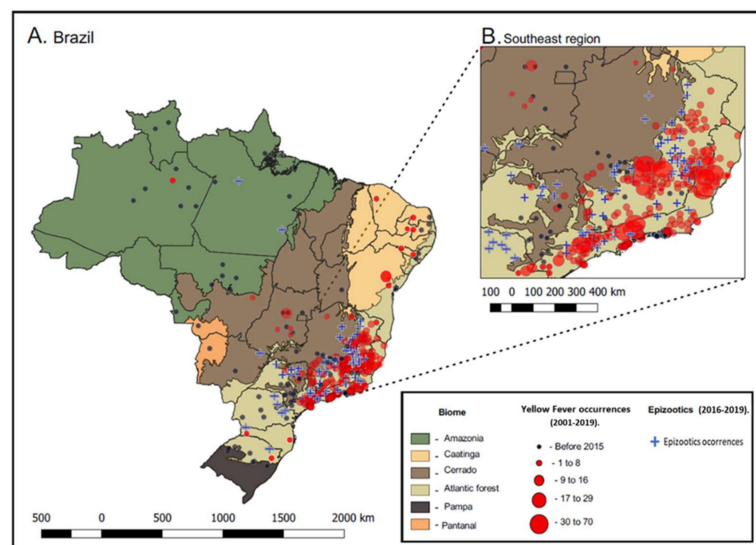 A. Brazil
B. Southeast region
100 0 100 200 300 400 km
Biome
- Amazonia
- Caatinga
- Cerrado
- Atlantic forest
- Pampa
- Pantanal
Yellow Fever occurrences
(2001-2019).
- Before 2015
- 1 to 8
- 9 to 16
- 17 to 29
- 30 to 70
Epizootics (2016-2019).
Epizootics ocorrences
500 0 500 1000 1500 2000 km